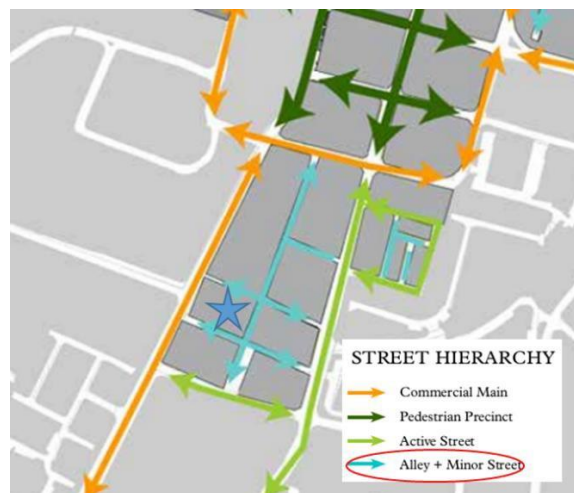 STREET HIERARCHY
Commercial Main
Pedestrian Precinct
Active Street
Alley + Minor Street